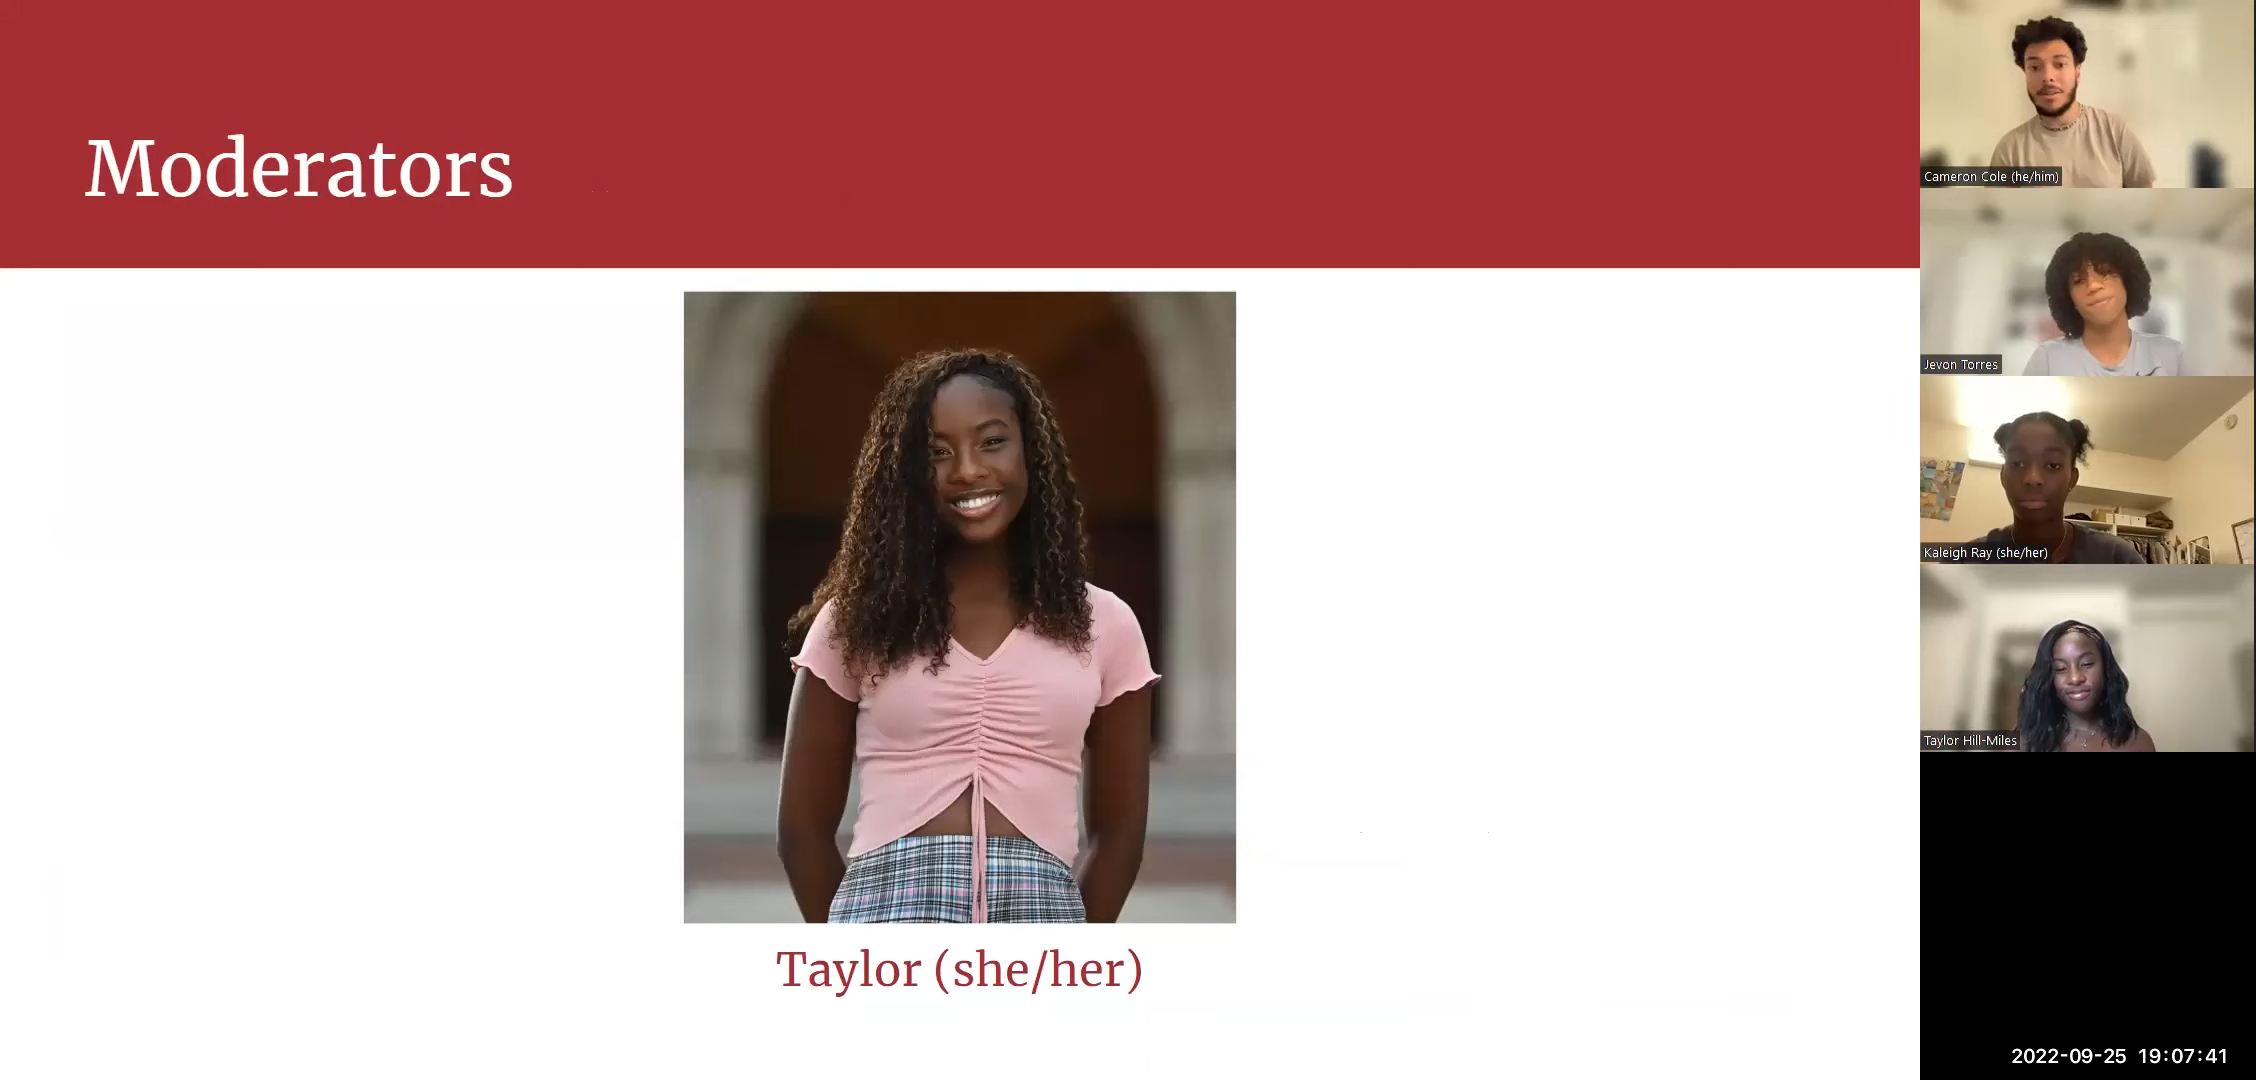 Moderators
Taylor (she/her)
Cameron Cole (he/him)
Jevon Torres
Kaleigh Ray (she/her)
Taylor Hill-Miles
2022-09-25 19:07:41